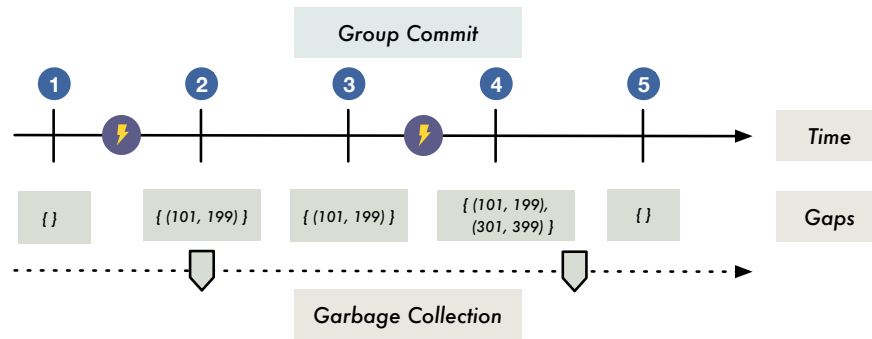 Group Commit
1 2 3 4 5
Time
{ } { (101, 199) } { (101, 199) } { (101, 199), { }
(301, 399) }
Gaps
Garbage Collection